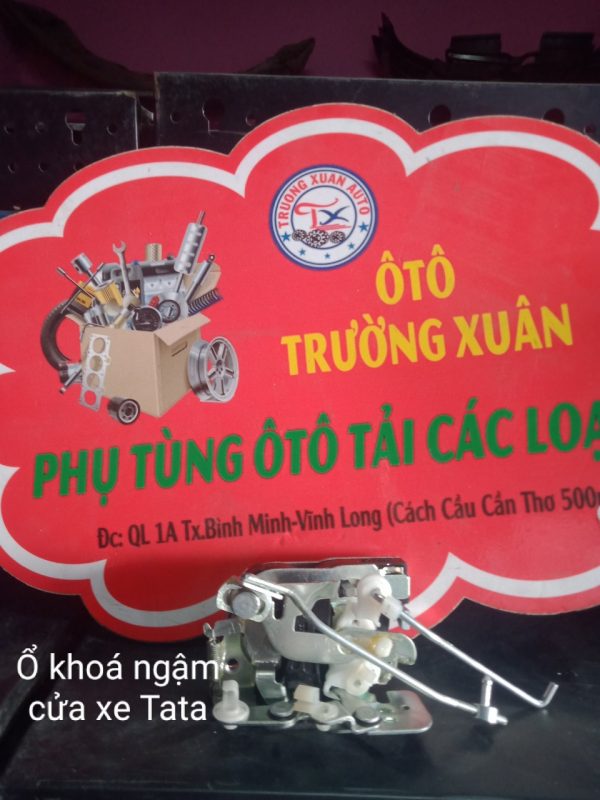 TRUONG XUAN AUTO
TX
ÔTÔ
TRƯỜNG XUÂN
PHỤ TÙNG ÔTÔ TẢI CÁC LOẠ
Đc: QL 1A Tx.Bình Minh-Vĩnh Long (Cách Cầu Cần Thơ 500
Ổ khoá ngậm
cửa xe Tata